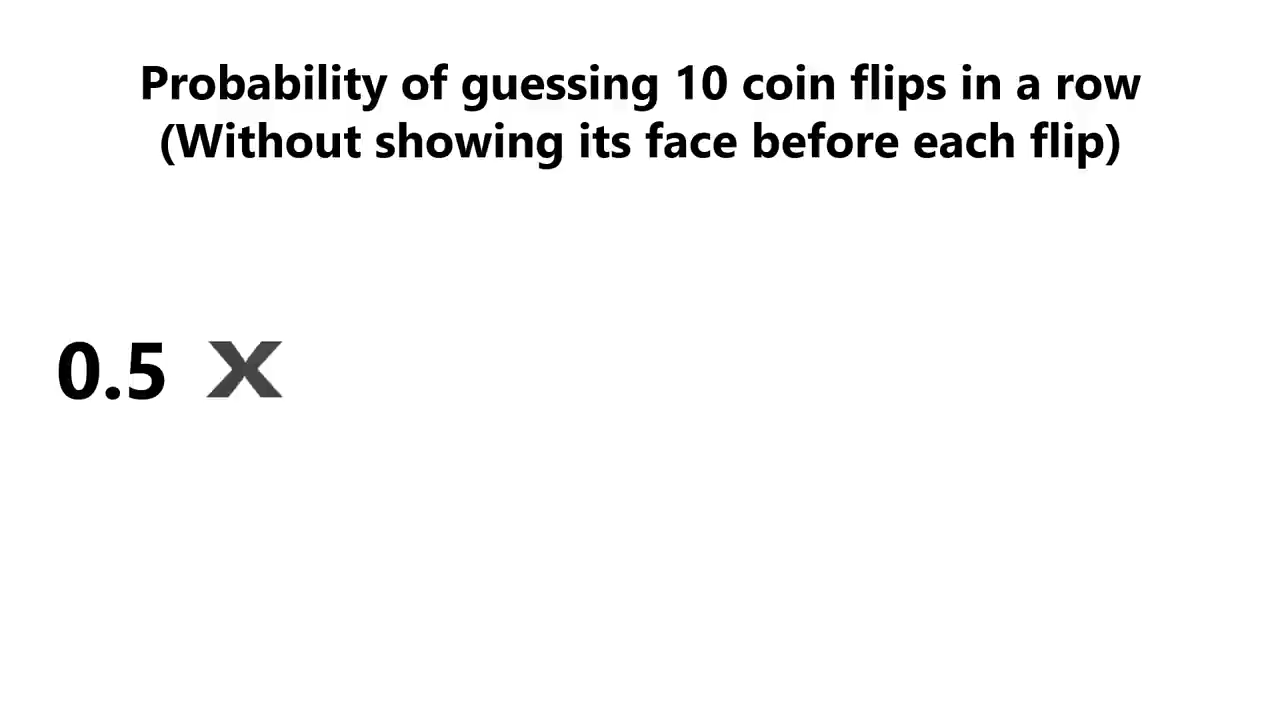 Probability of guessing 10 coin flips in a row
(Without showing its face before each flip)
0.5 X